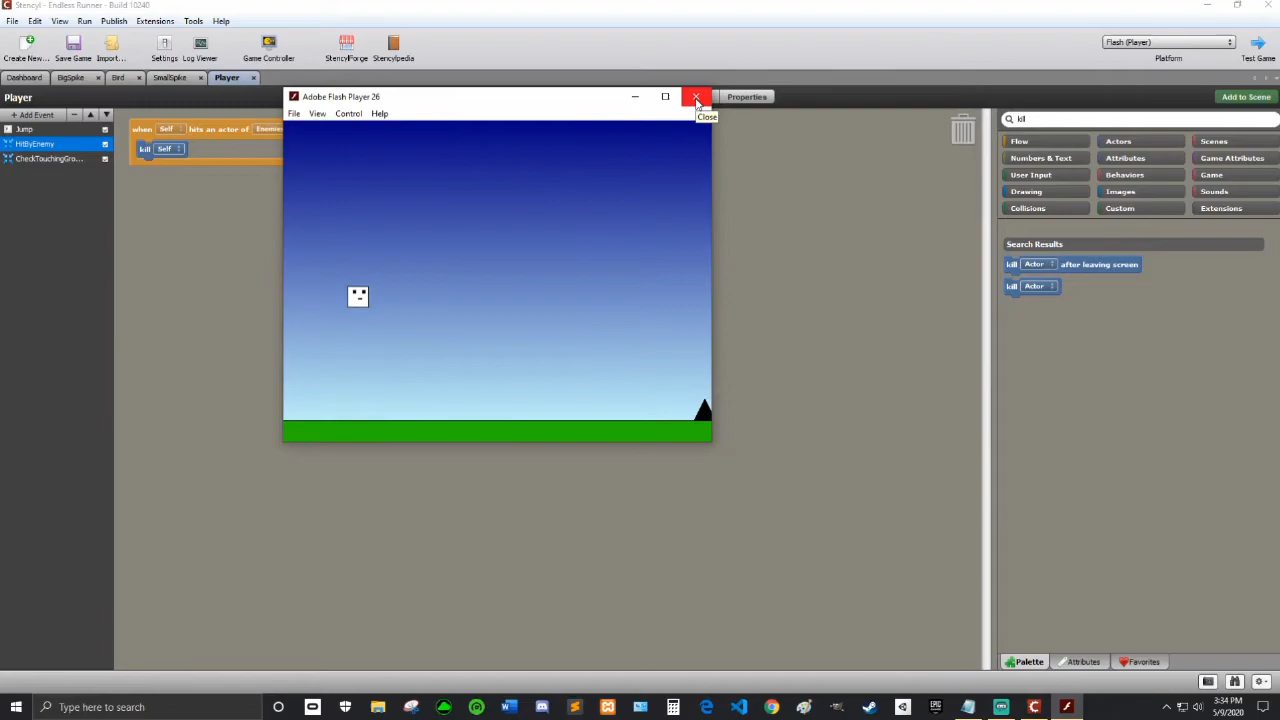 Stencyl - Endless Runner - Build 10240
File Edit View Run Publish Extensions Tools Help
Create New... Save Game Import... Settings Log Viewer Game Controller StencylForge Stencylpedia Flash (Player) Platform Test Game
Dashboard BigSpike Bird SmallSpike Player
Player Properties Add to Scene
+ Add Event
Jump
HitByEnemy
CheckTouchingGro...
when Self hits an actor of Enemies
kill Self
Adobe Flash Player 26
Close
File View Control Help
kill
Flow Actors Scenes
Numbers & Text Attributes Game Attributes
User Input Behaviors Game
Drawing Images Sounds
Collisions Custom Extensions
Search Results
kill Actor after leaving screen
kill Actor
Palette Attributes Favorites
Type here to search
3:34 PM
5/9/2020